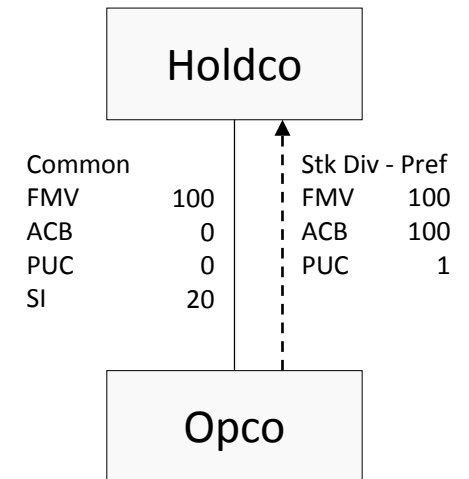 Holdco
Common
FMV 100
ACB 0
PUC 0
SI 20
Stk Div - Pref
FMV 100
ACB 100
PUC 1
Opco